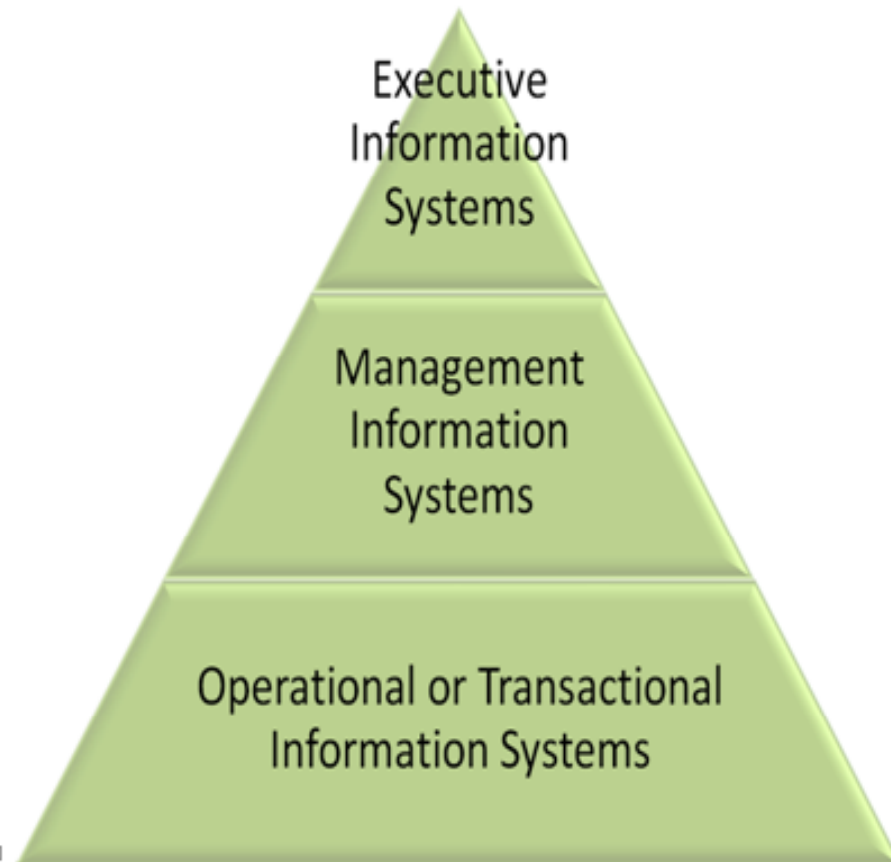 Executive
Information
Systems
Management
Information
Systems
Operational or Transactional
Information Systems